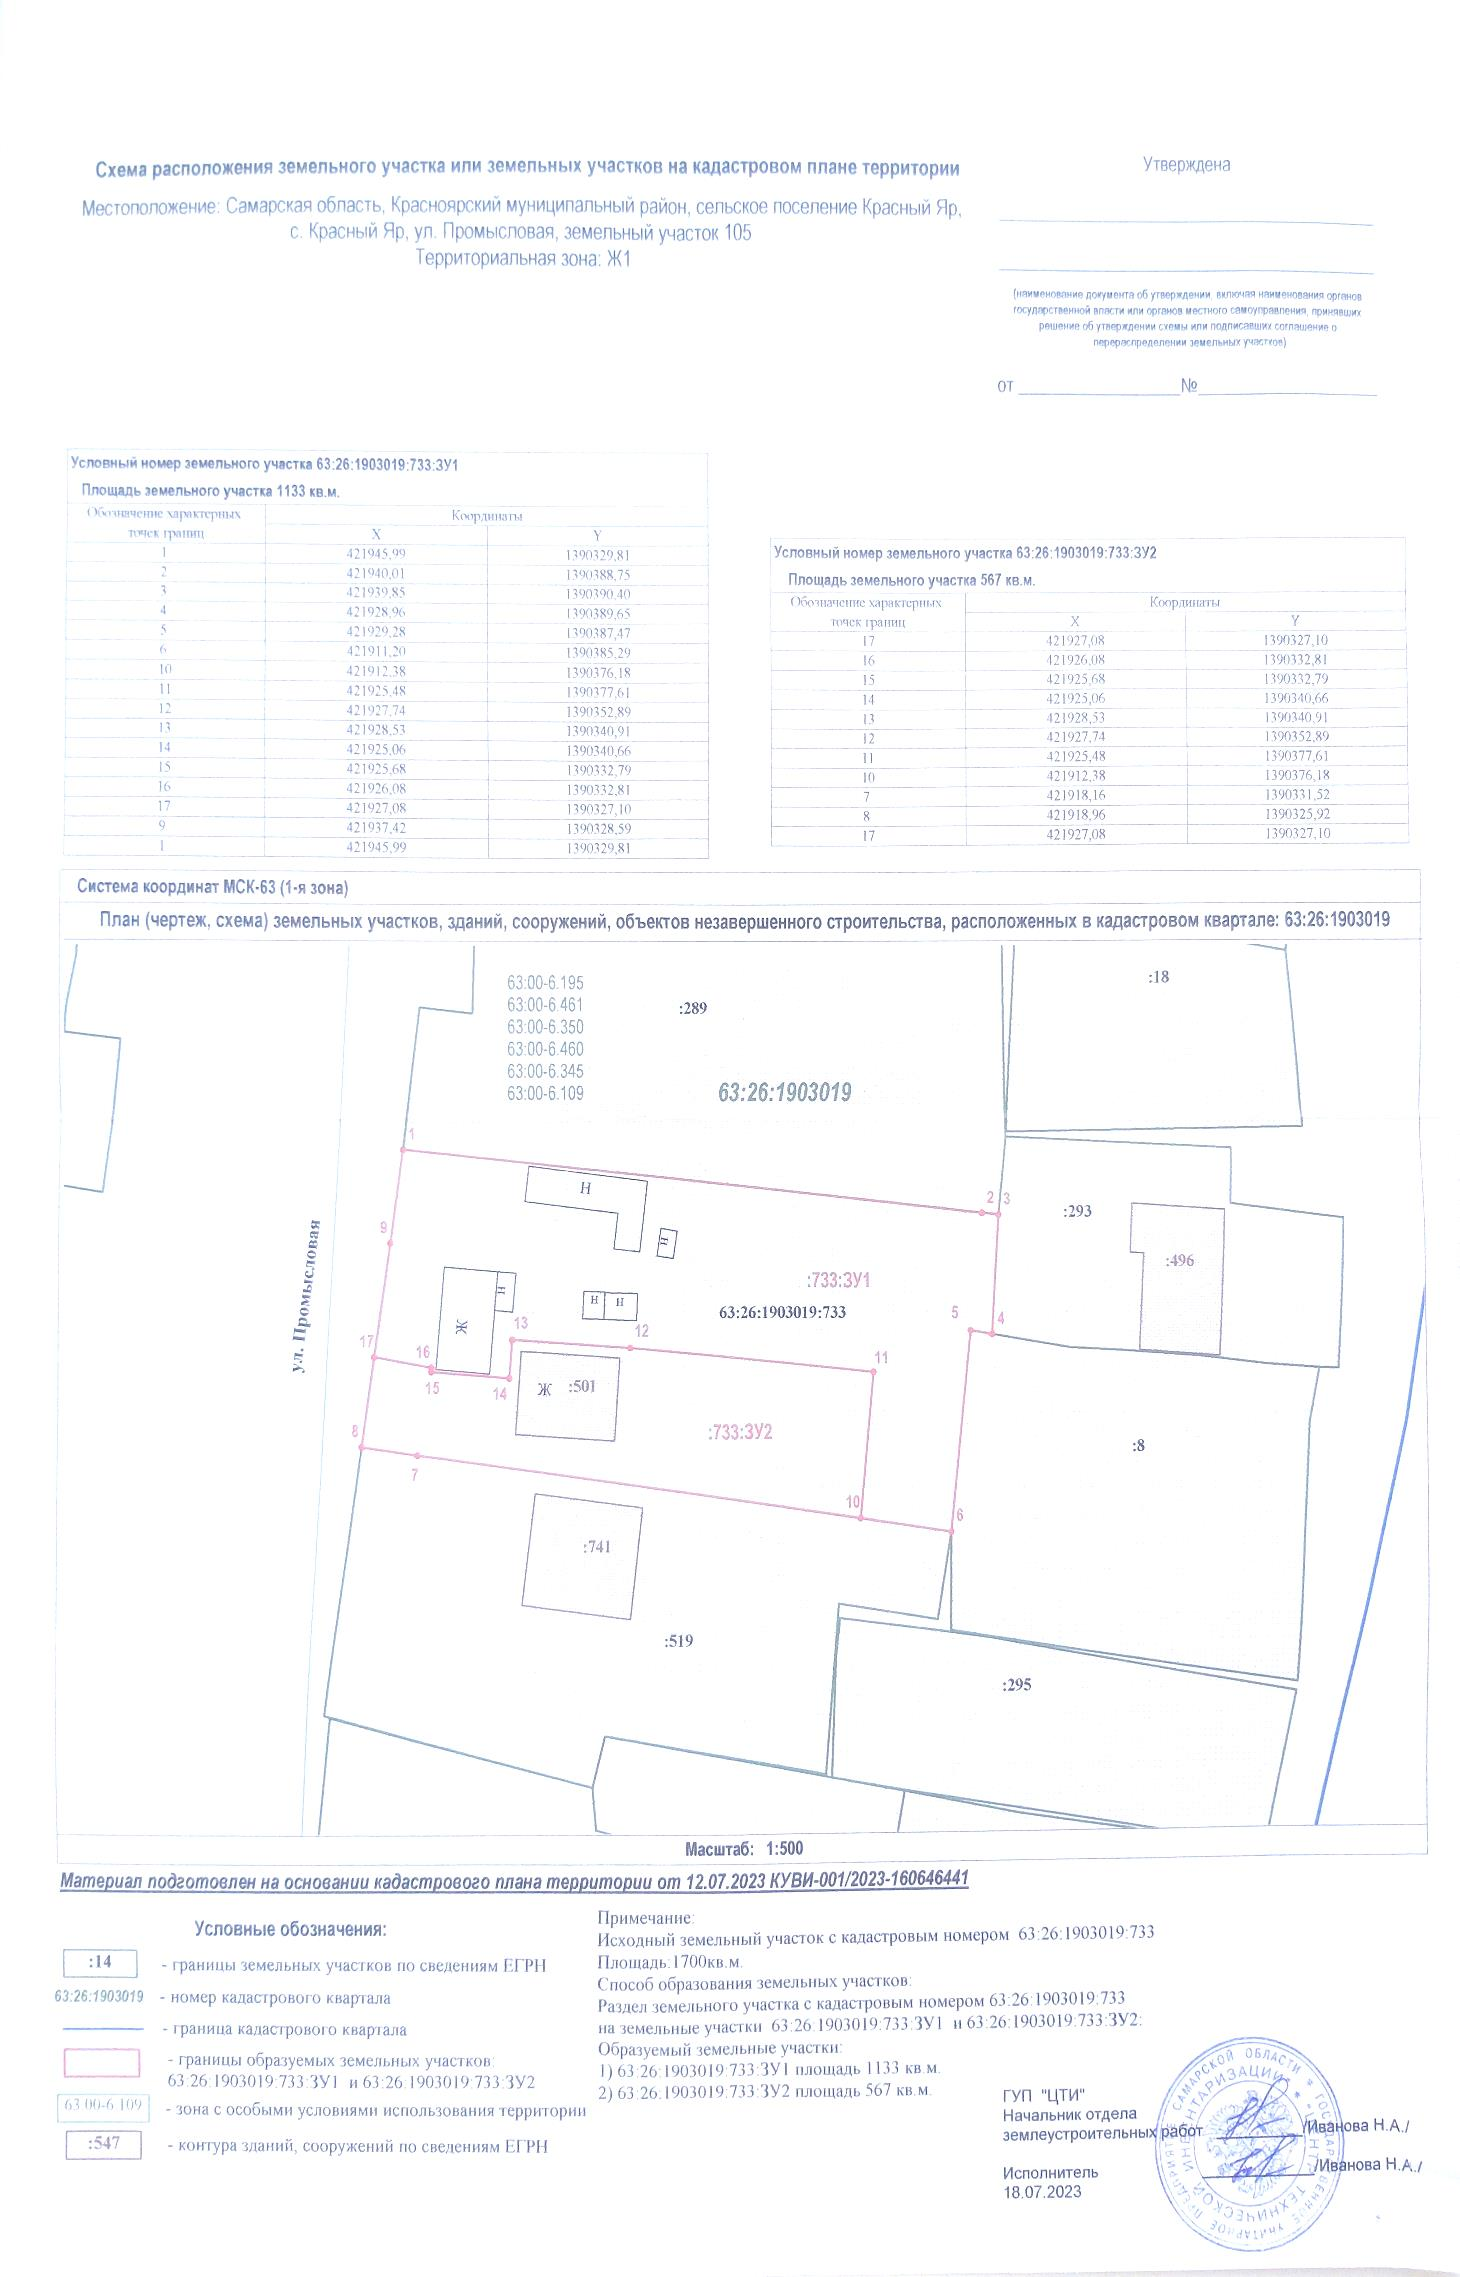 Схема расположения земельного участка или земельных участков на кадастровом плане территории
Местоположение: Самарская область, Красноярский муниципальный район, сельское поселение Красный Яр,
с. Красный Яр, ул. Промысловая, земельный участок 105
Территориальная зона: Ж1
Утверждена
(наименование документа об утверждении, включая наименования органов
государственной власти или органов местного самоуправления, принявших
решение об утверждении схемы или подписавших соглашение о
перераспределении земельных участков)
от №
Условный номер земельного участка 63:26:1903019:733:ЗУ1
Площадь земельного участка 1133 кв.м.
Обозначение характерных точек границ Координаты
X Y
1 421945,99 1390329,81
2 421940,01 1390388,75
3 421939,85 1390390,40
4 421928,96 1390389,65
5 421929,28 1390387,47
6 421911,20 1390385,29
10 421912,38 1390376,18
11 421925,48 1390377,61
12 421927,74 1390352,89
13 421928,53 1390340,91
14 421925,06 1390340,66
15 421925,68 1390332,79
16 421926,08 1390332,81
17 421927,08 1390327,10
9 421937,42 1390328,59
1 421945,99 1390329,81
Условный номер земельного участка 63:26:1903019:733:ЗУ2
Площадь земельного участка 567 кв.м.
Обозначение характерных точек границ Координаты
X Y
17 421927,08 1390327,10
16 421926,08 1390332,81
15 421925,68 1390332,79
14 421925,06 1390340,66
13 421928,53 1390340,91
12 421927,74 1390352,89
11 421925,48 1390377,61
10 421912,38 1390376,18
7 421918,16 1390331,52
8 421918,96 1390325,92
17 421927,08 1390327,10
Система координат МСК-63 (1-я зона)
План (чертеж, схема) земельных участков, зданий, сооружений, объектов незавершенного строительства, расположенных в кадастровом квартале: 63:26:1903019
63:00-6.195
63:00-6.461
63:00-6.350
63:00-6.460
63:00-6.345
63:00-6.109
:289
:18
63:26:1903019
1
2 3
Н
:293
9
Н
:496
ул. Промысловая
:733:ЗУ1
Н
Н Н
63:26:1903019:733
Ж
5 4
13
12
17
16
11
15
14
Ж :501
8
:733:ЗУ2
:8
7
10
6
:741
:519
:295
Масштаб: 1:500
Материал подготовлен на основании кадастрового плана территории от 12.07.2023 КУВИ-001/2023-160646441
Условные обозначения:
:14 - границы земельных участков по сведениям ЕГРН
63:26:1903019 - номер кадастрового квартала
- граница кадастрового квартала
- границы образуемых земельных участков:
63:26:1903019:733:ЗУ1 и 63:26:1903019:733:ЗУ2
63:00-6.109 - зона с особыми условиями использования территории
:547 - контура зданий, сооружений по сведениям ЕГРН
Примечание:
Исходный земельный участок с кадастровым номером 63:26:1903019:733
Площадь:1700кв.м.
Способ образования земельных участков:
Раздел земельного участка с кадастровым номером 63:26:1903019:733
на земельные участки 63:26:1903019:733:ЗУ1 и 63:26:1903019:733:ЗУ2:
Образуемый земельные участки:
1) 63:26:1903019:733:ЗУ1 площадь 1133 кв.м.
2) 63:26:1903019:733:ЗУ2 площадь 567 кв.м.
ГУП "ЦТИ"
Начальник отдела
землеустроительных работ /Иванова Н.А./
Исполнитель /Иванова Н.А./
18.07.2023